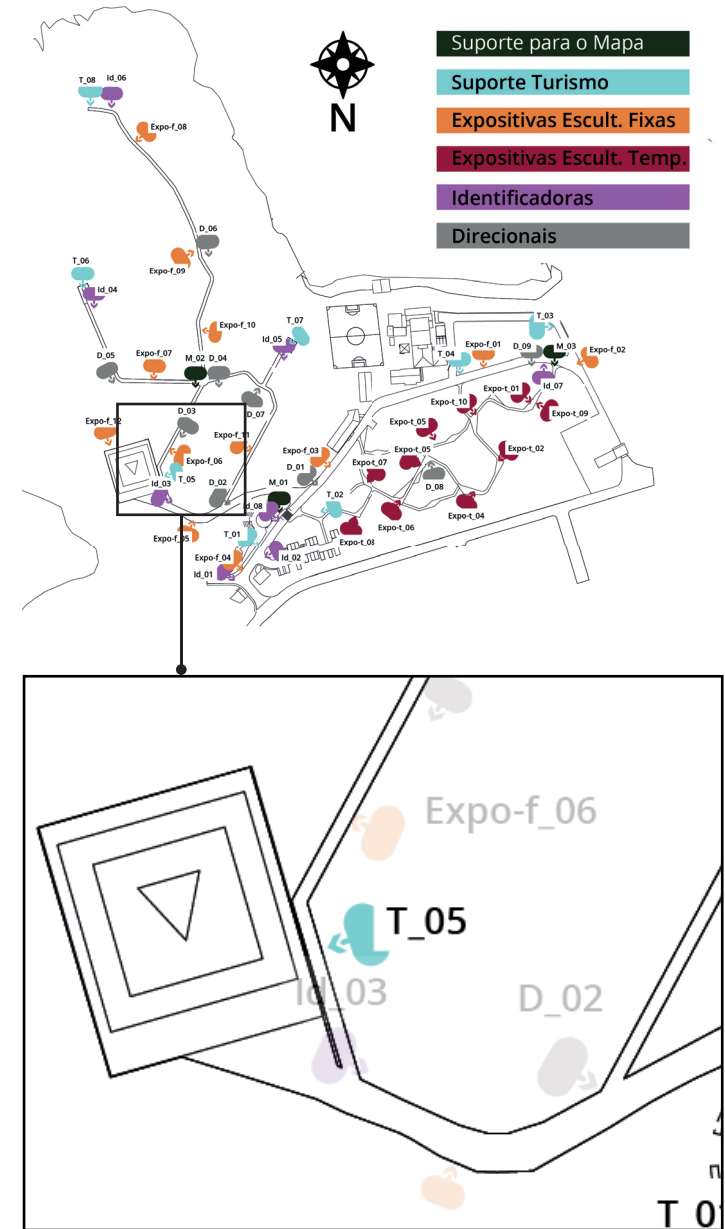 N
Suporte para o Mapa
Suporte Turismo
Expositivas Escult. Fixas
Expositivas Escult. Temp.
Identificadoras
Direcionais
T_08
Id_06
Expo-f_08
D_06
Expo-f_09
T_06
Id_04
Expo-f_10
T_07
Id_05
T_03
D_05
Expo-f_07
M_02
D_04
T_04
Expo-f_01
D_09
M_03
Expo-f_02
Id_07
D_07
Expo-t_10
Expo-t_01
Expo-t_09
D_03
Expo-f_12
Expo-f_11
Expo-t_05
Expo-t_02
Expo-f_06
Expo-f_03
Expo-t_05
Expo-t_07
T_05
D_01
D_08
Id_03
D_02
M_01
T_02
Id_08
Expo-t_04
Expo-t_06
Expo-t_03
Expo-f_05
T_01
Expo-f_04
Id_02
Id_01
Expo-f_06
T_05
Id_03
D_02
T_0